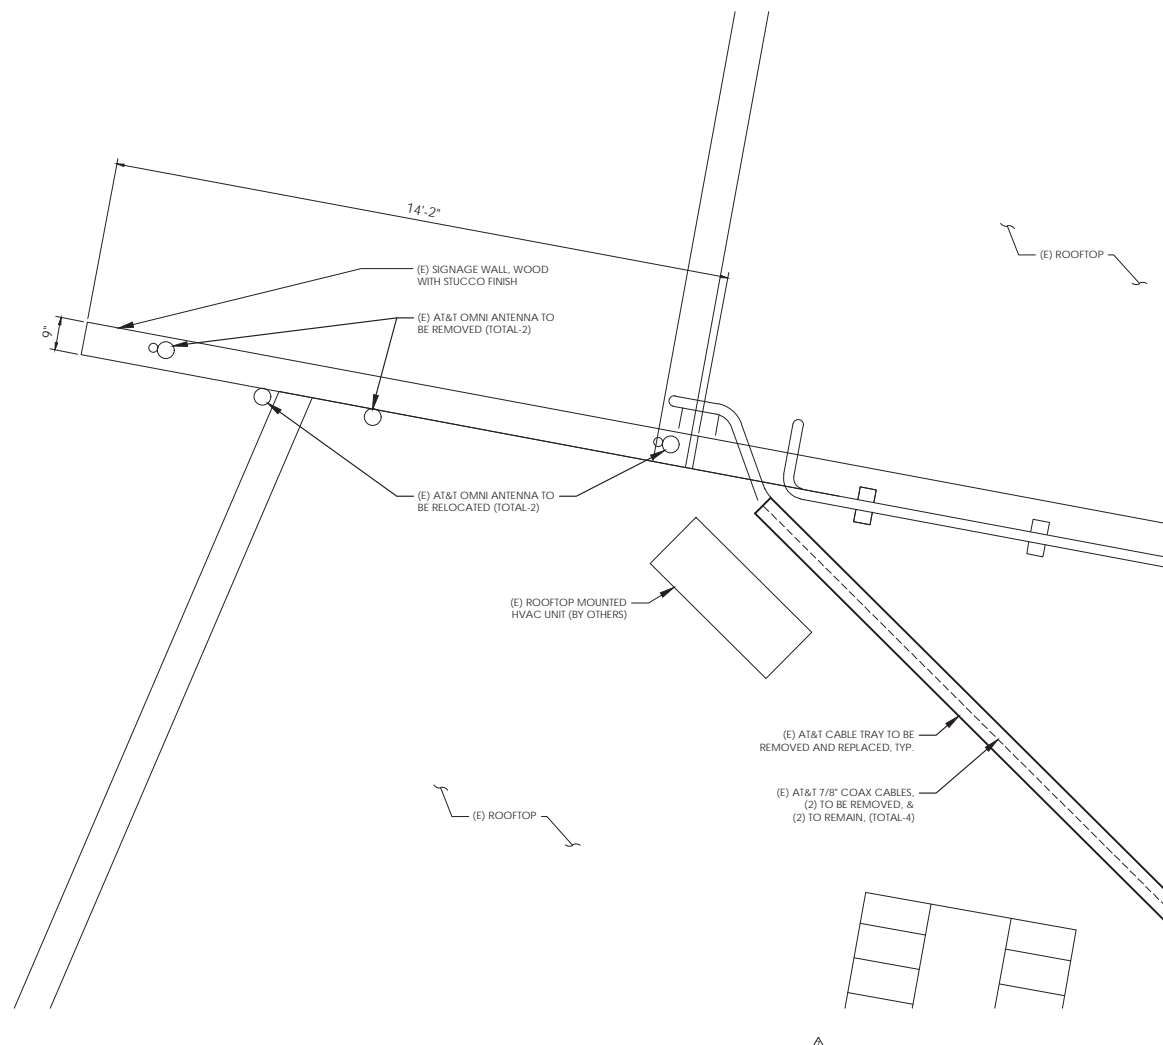 14'-2"
(E) ROOFTOP
(E) SIGNAGE WALL, WOOD
WITH STUCCO FINISH
(E) AT&T OMNI ANTENNA TO
BE REMOVED (TOTAL-2)
9"
(E) AT&T OMNI ANTENNA TO
BE RELOCATED (TOTAL-2)
(E) ROOFTOP MOUNTED
HVAC UNIT (BY OTHERS)
(E) AT&T CABLE TRAY TO BE
REMOVED AND REPLACED, TYP.
(E) AT&T 7/8" COAX CABLES,
(2) TO BE REMOVED, &
(2) TO REMAIN, (TOTAL-4)
(E) ROOFTOP